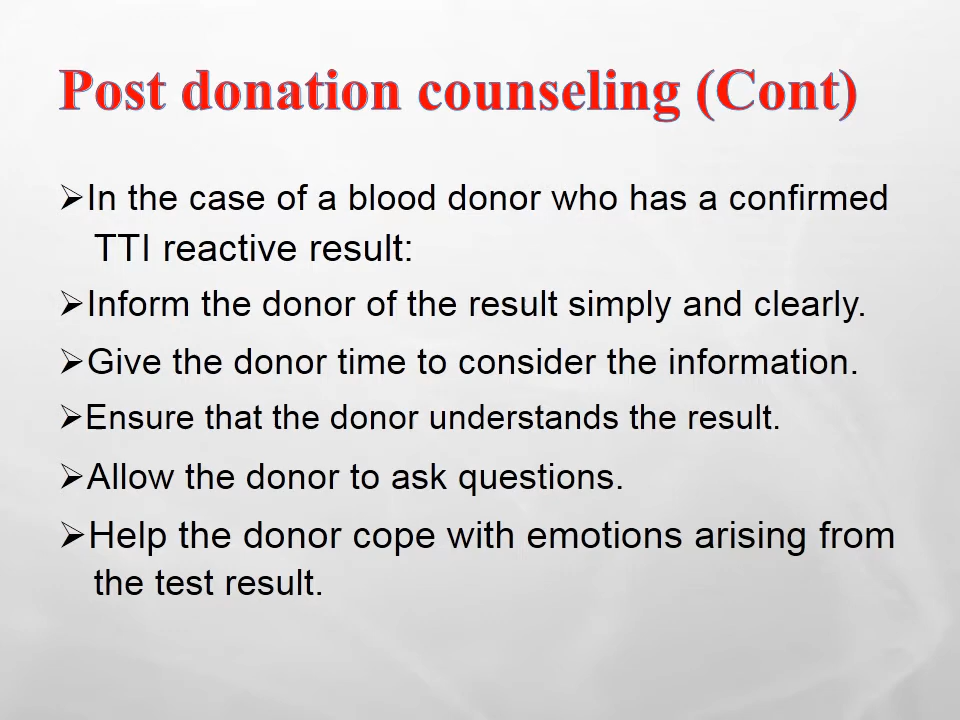 Post donation counseling (Cont)
➢In the case of a blood donor who has a confirmed
TTI reactive result:
➢Inform the donor of the result simply and clearly.
➢Give the donor time to consider the information.
➢Ensure that the donor understands the result.
➢Allow the donor to ask questions.
➢Help the donor cope with emotions arising from
the test result.